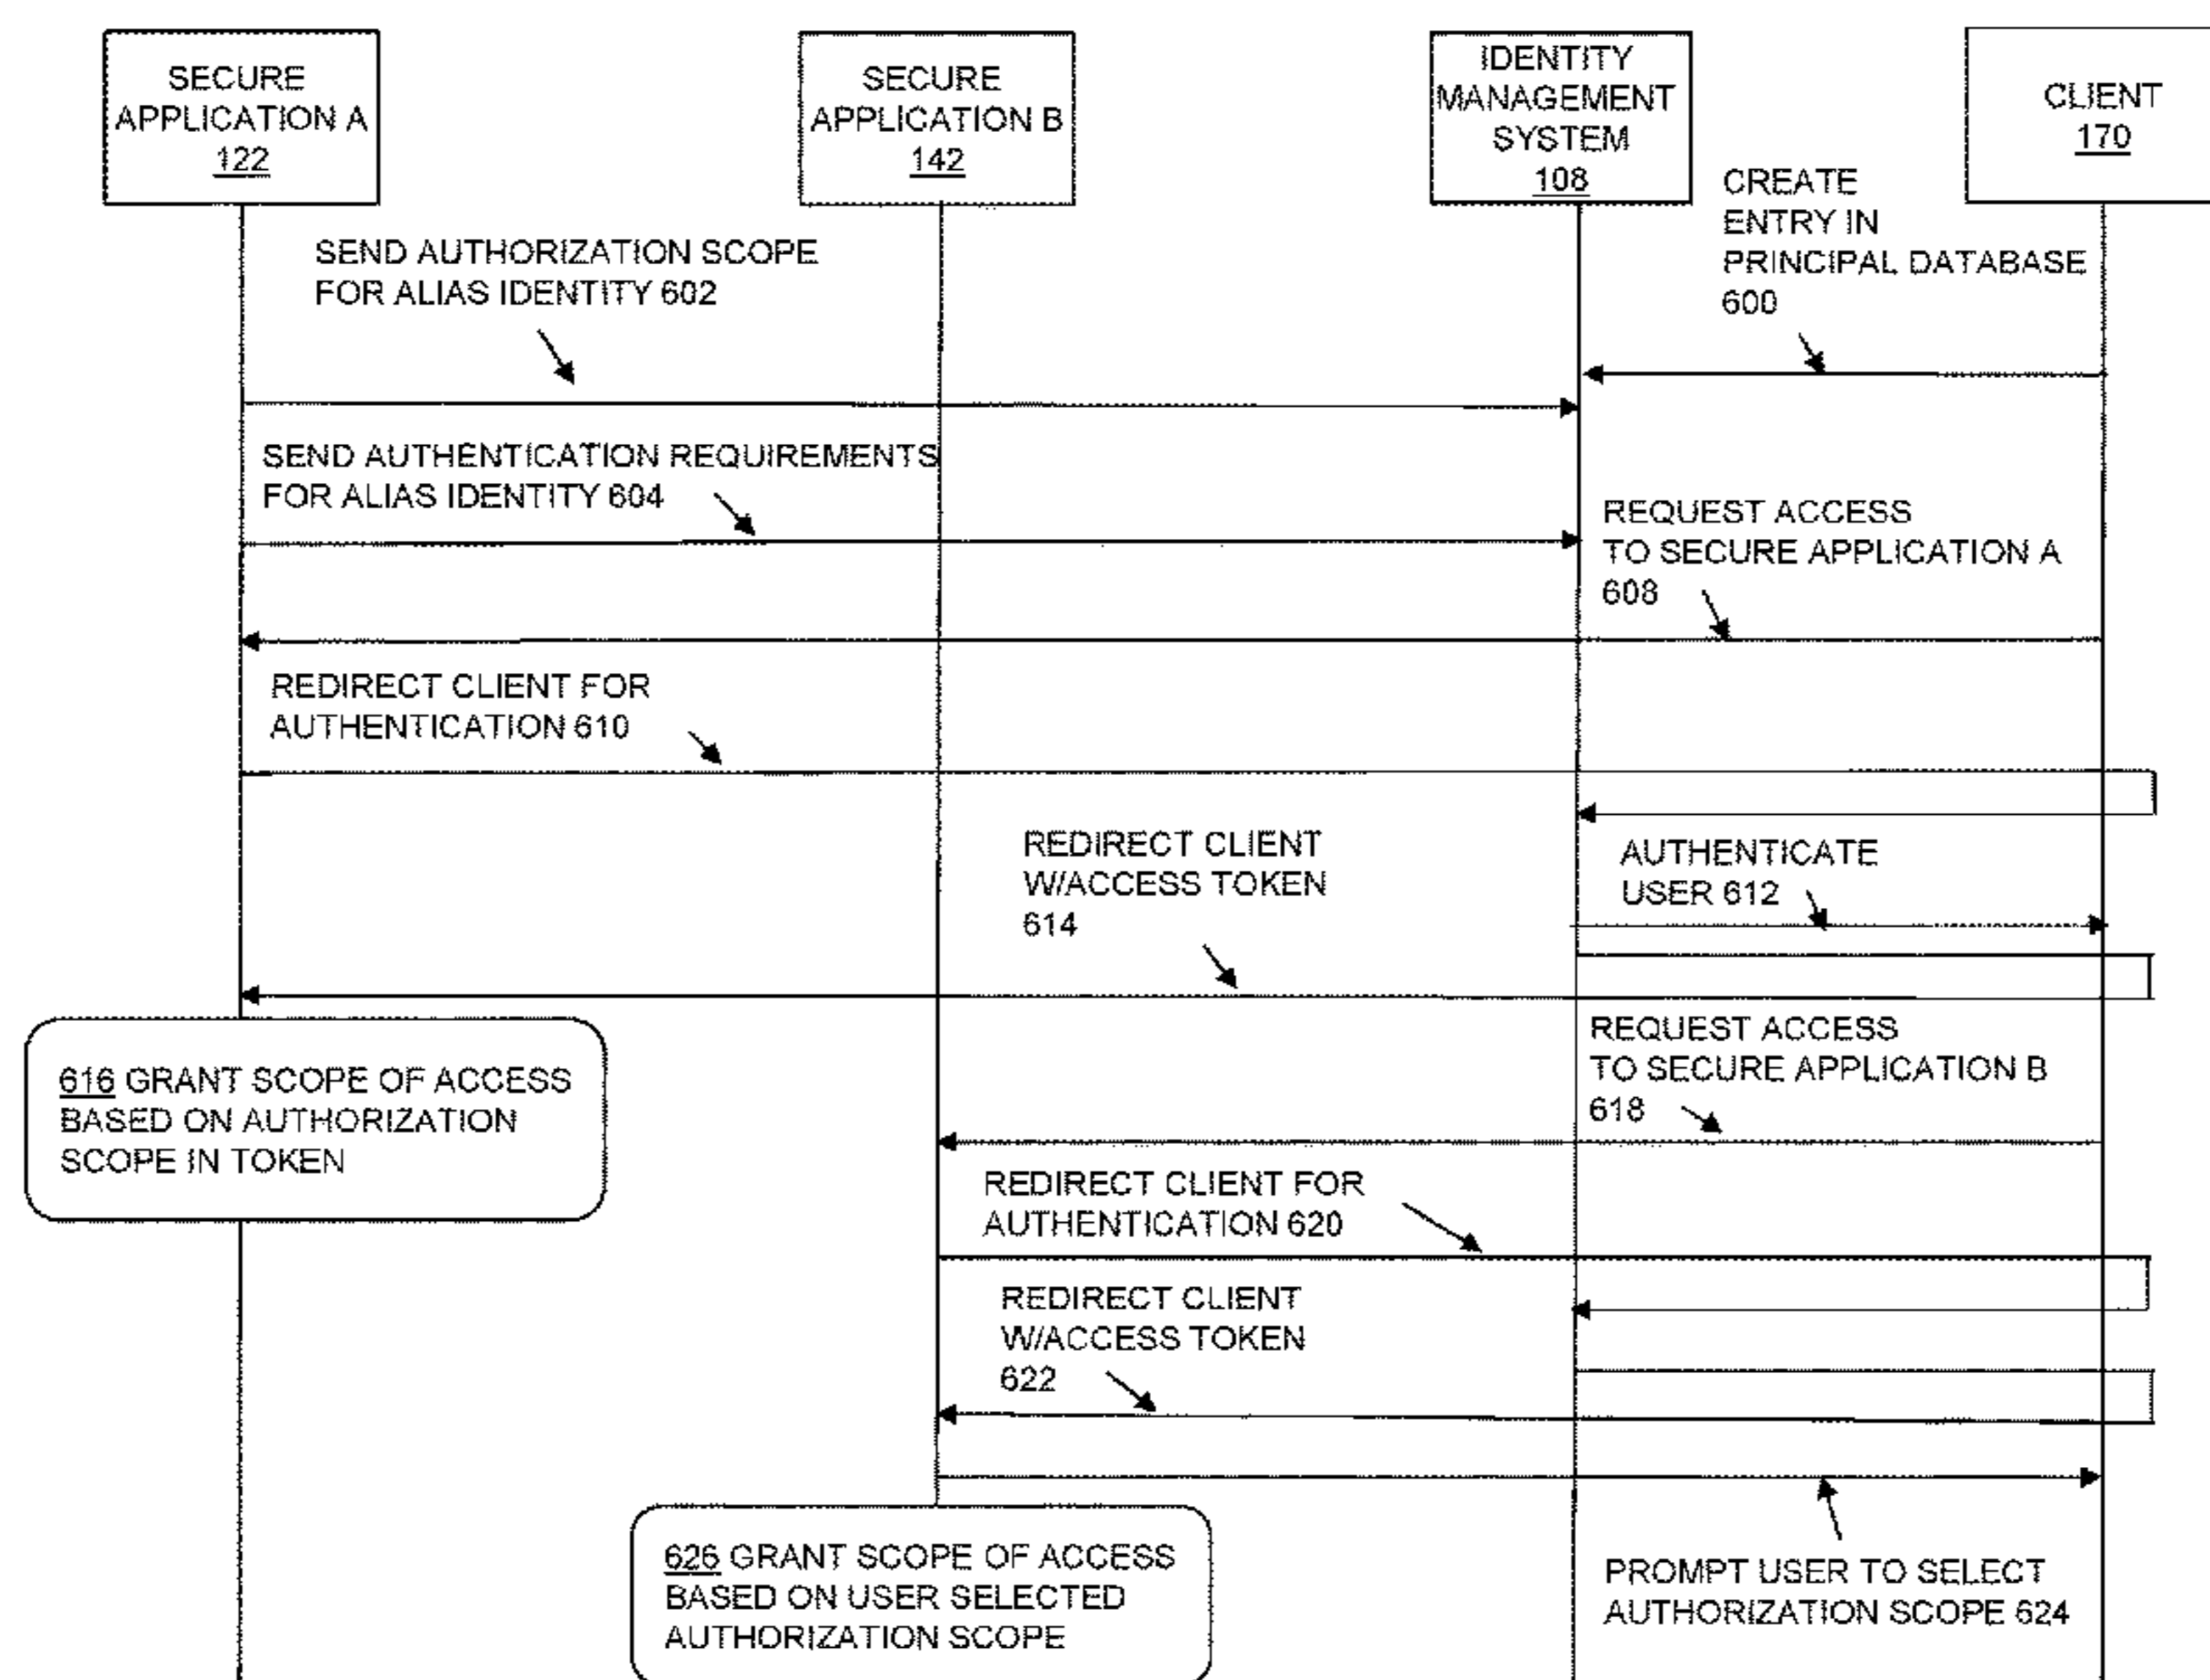 SECURE
APPLICATION A
122
SECURE
APPLICATION B
142
IDENTITY
MANAGEMENT
SYSTEM
108
CLIENT
170
CREATE
ENTRY IN
PRINCIPAL DATABASE
600
SEND AUTHORIZATION SCOPE
FOR ALIAS IDENTITY 602
SEND AUTHENTICATION REQUIREMENTS
FOR ALIAS IDENTITY 604
REQUEST ACCESS
TO SECURE APPLICATION A
608
REDIRECT CLIENT FOR
AUTHENTICATION 610
AUTHENTICATE
USER 612
REDIRECT CLIENT
W/ACCESS TOKEN
614
616 GRANT SCOPE OF ACCESS
BASED ON AUTHORIZATION
SCOPE IN TOKEN
REQUEST ACCESS
TO SECURE APPLICATION B
618
REDIRECT CLIENT FOR
AUTHENTICATION 620
REDIRECT CLIENT
W/ACCESS TOKEN
622
PROMPT USER TO SELECT
AUTHORIZATION SCOPE 624
626 GRANT SCOPE OF ACCESS
BASED ON USER SELECTED
AUTHORIZATION SCOPE